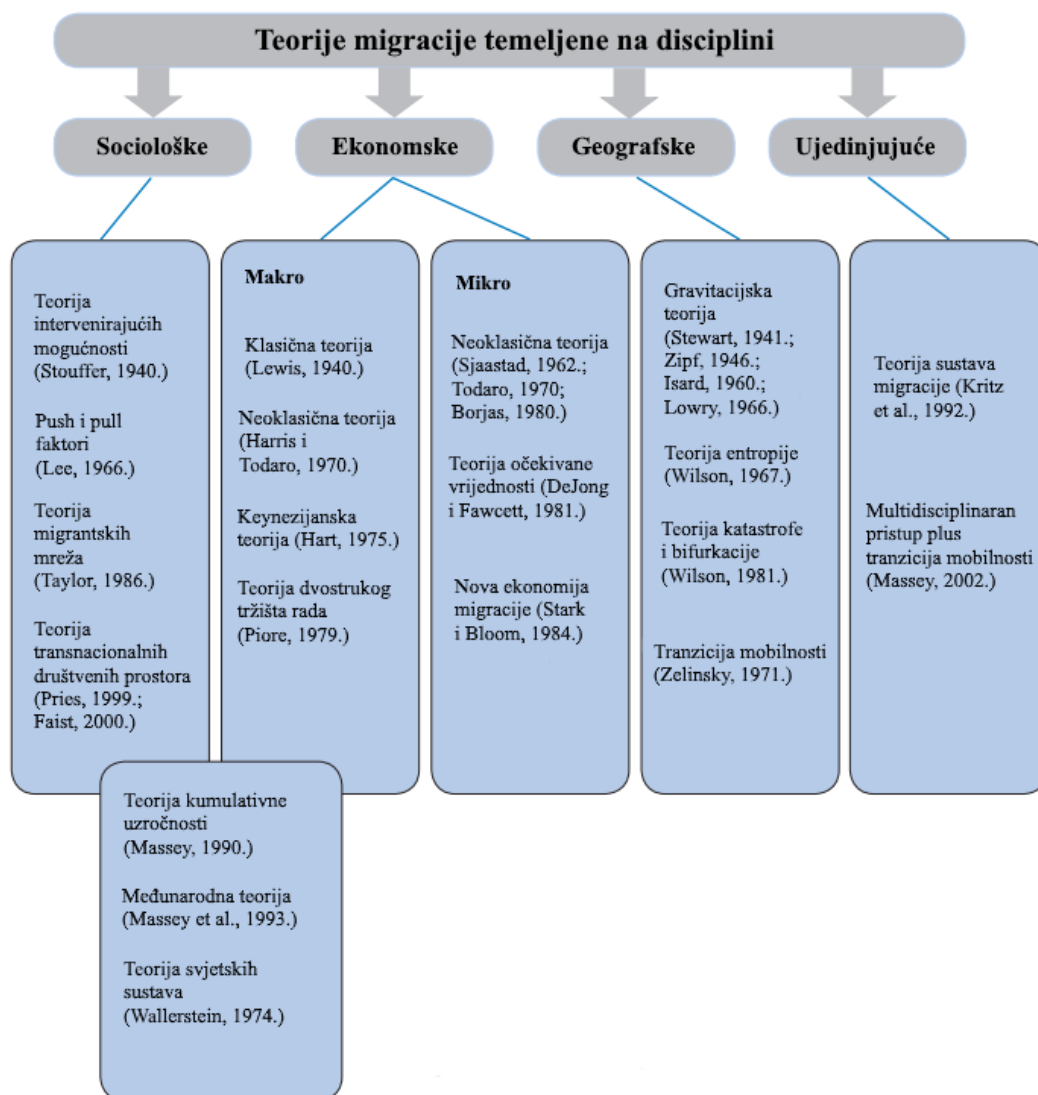 Teorije migracije temeljene na disciplini
Sociološke
Ekonomske
Geografske
Ujedinjujuće
Teorija
intervenirajućih
mogućnosti
(Stouffer, 1940.)
Push i pull
faktori
(Lee, 1966.)
Teorija
migrantskih
mreža
(Taylor, 1986.)
Teorija
transnacionalnih
društvenih prostora
(Pries, 1999.;
Faist, 2000.)
Makro
Klasična teorija
(Lewis, 1940.)
Neoklasična teorija
(Harris i
Todaro, 1970.)
Keynezijanska
teorija (Hart, 1975.)
Teorija dvostrukog
tržišta rada
(Piore, 1979.)
Mikro
Neoklasična teorija
(Sjaastad, 1962.;
Todaro, 1970;
Borjas, 1980.)
Teorija očekivane
vrijednosti (DeJong
i Fawcett, 1981.)
Nova ekonomija
migracije (Stark
i Bloom, 1984.)
Gravitacijska
teorija
(Stewart, 1941.;
Zipf, 1946.;
Isard, 1960.;
Lowry, 1966.)
Teorija entropije
(Wilson, 1967.)
Teorija katastrofe
i bifurkacije
(Wilson, 1981.)
Tranzicija mobilnosti
(Zelinsky, 1971.)
Teorija sustava
migracije (Kritz
et al., 1992.)
Multidisciplinaran
pristup plus
tranzicija mobilnosti
(Massey, 2002.)
Teorija kumulativne
uzročnosti
(Massey, 1990.)
Međunarodna teorija
(Massey et al., 1993.)
Teorija svjetskih
sustava
(Wallerstein, 1974.)